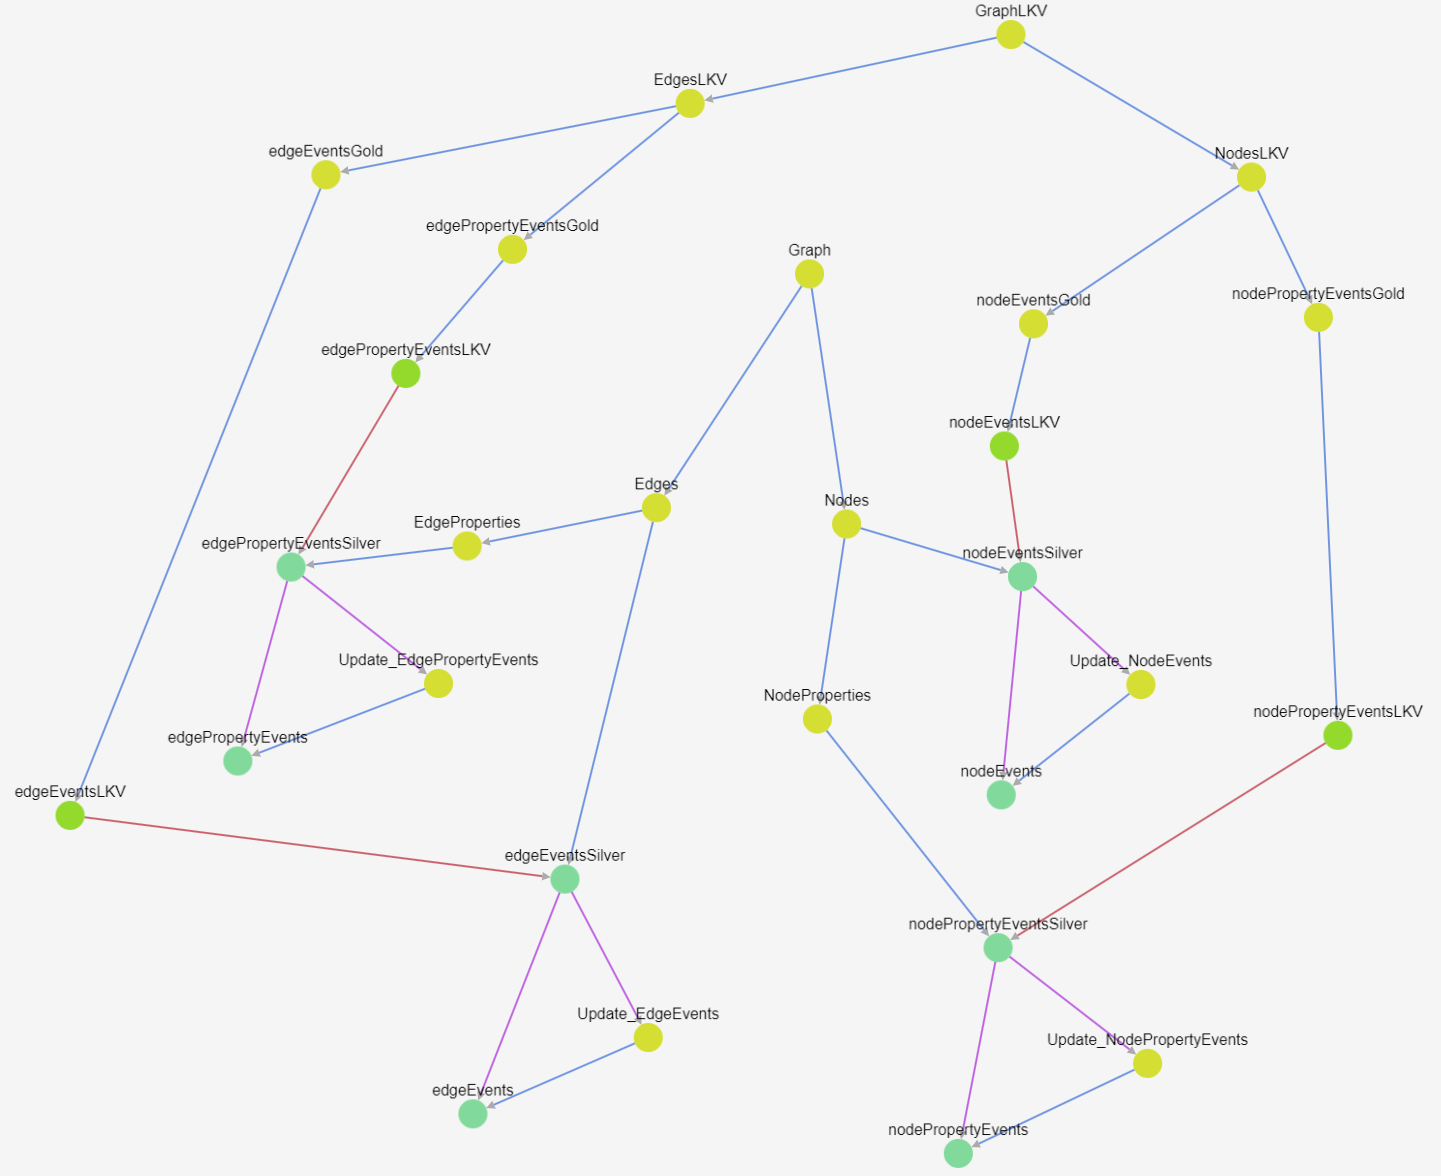 GraphLKV
EdgesLKV
edgeEventsGold
NodesLKV
edgePropertyEventsGold
Graph
nodeEventsGold
nodePropertyEventsGold
edgePropertyEventsLKV
nodeEventsLKV
Edges
Nodes
EdgeProperties
edgePropertyEventsSilver
nodeEventsSilver
Update_EdgePropertyEvents
Update_NodeEvents
NodeProperties
nodePropertyEventsLKV
edgePropertyEvents
nodeEvents
edgeEventsLKV
edgeEventsSilver
nodePropertyEventsSilver
Update_EdgeEvents
Update_NodePropertyEvents
edgeEvents
nodePropertyEvents